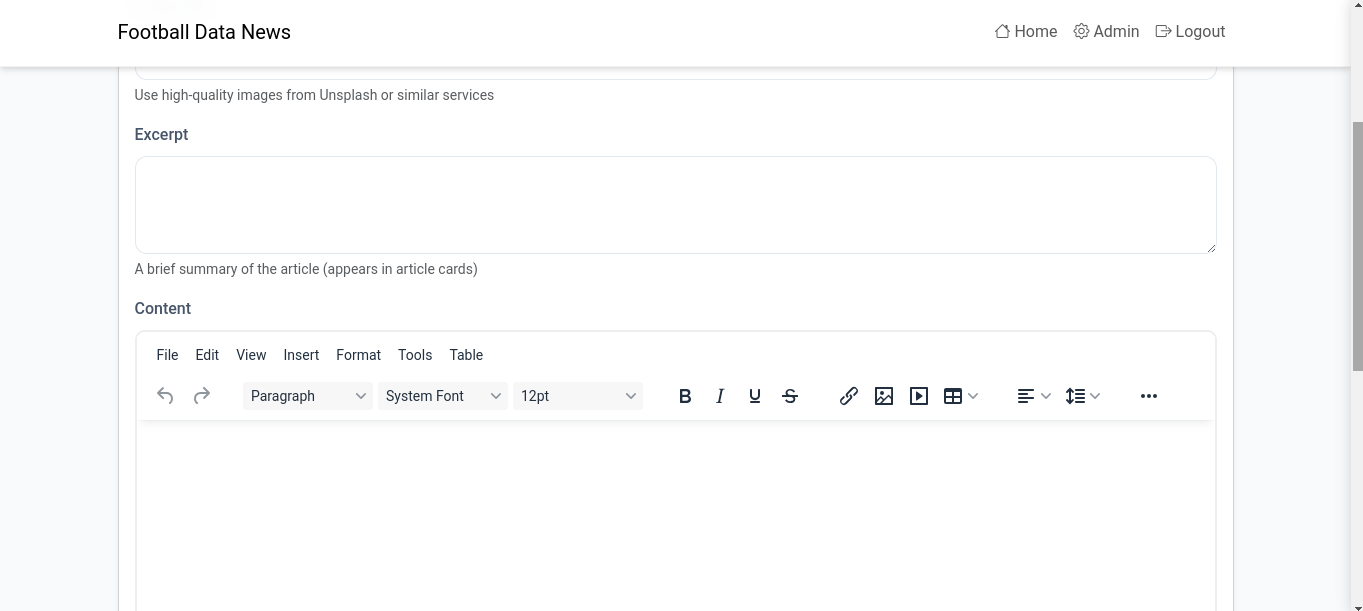 Football Data News
Home Admin Logout
Use high-quality images from Unsplash or similar services
Excerpt
A brief summary of the article (appears in article cards)
Content
File Edit View Insert Format Tools Table
Paragraph System Font 12pt B I U S